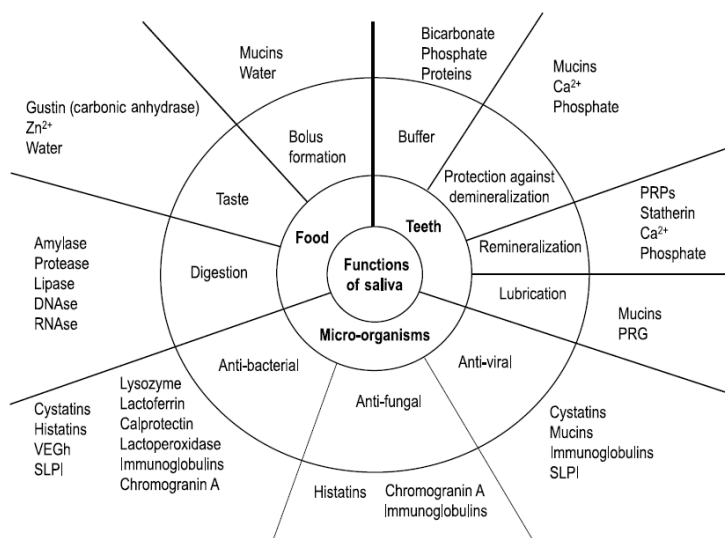 Functions
of saliva
Teeth
Buffer
Bicarbonate
Phosphate
Proteins
Protection against
demineralization
Mucins
Ca²⁺
Phosphate
Remineralization
PRPs
Statherin
Ca²⁺
Phosphate
Lubrication
Mucins
PRG
Micro-organisms
Anti-viral
Cystatins
Mucins
Immunoglobulins
SLPI
Anti-fungal
Histatins
Chromogranin A
Immunoglobulins
Anti-bacterial
Lysozyme
Lactoferrin
Calprotectin
Lactoperoxidase
Immunoglobulins
Chromogranin A
Cystatins
Histatins
VEGh
SLPI
Food
Digestion
Amylase
Protease
Lipase
DNAse
RNAse
Taste
Gustin (carbonic anhydrase)
Zn²⁺
Water
Bolus
formation
Mucins
Water